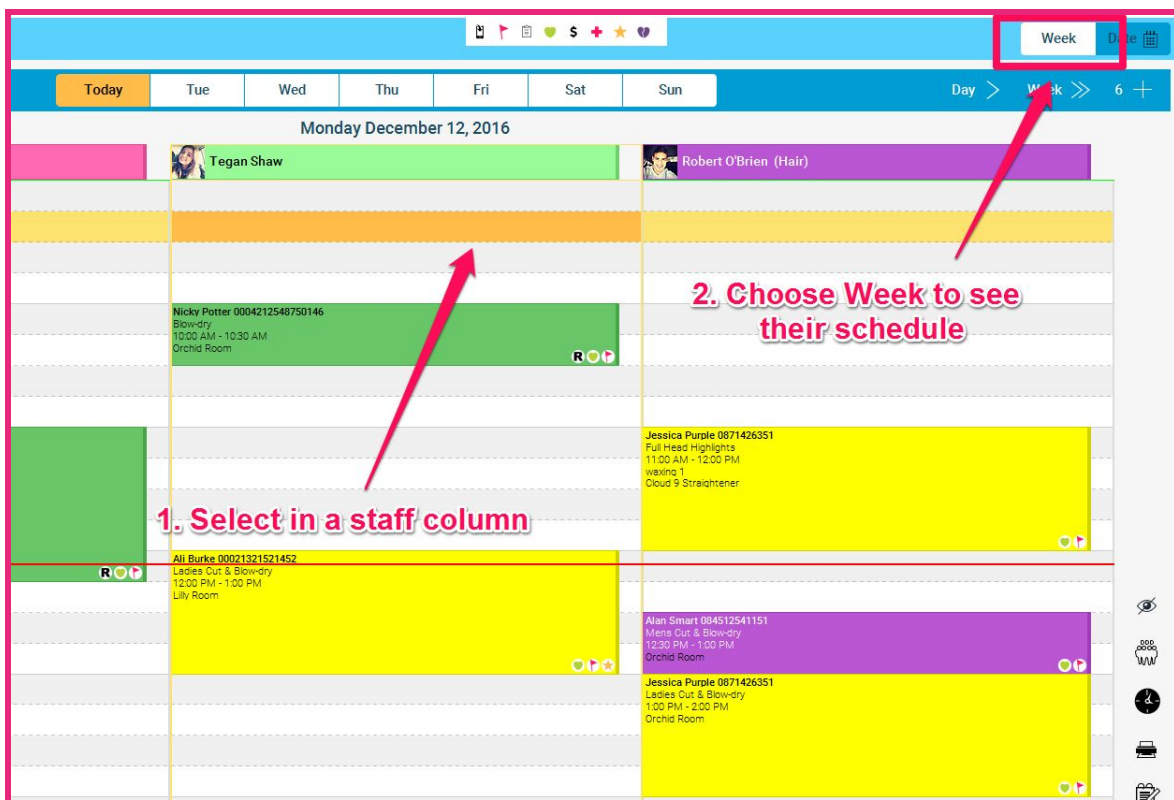 Week
Date
Today Tue Wed Thu Fri Sat Sun
Day Week 6
Monday December 12, 2016
Tegan Shaw
Robert O'Brien (Hair)
2. Choose Week to see
their schedule
Nicky Potter 0004212548750146
Blow-dry
10:00 AM - 10:30 AM
Orchid Room
R
Jessica Purple 0871426351
Full Head Highlights
11:00 AM - 12:00 PM
waxing 1
Cloud 9 Straightener
1. Select in a staff column
R
Ali Burke 00021321521452
Ladies Cut & Blow-dry
12:00 PM - 1:00 PM
Lilly Room
Alan Smart 084512541151
Mens Cut & Blow-dry
12:30 PM - 1:00 PM
Orchid Room
Jessica Purple 0871426351
Ladies Cut & Blow-dry
1:00 PM - 2:00 PM
Orchid Room